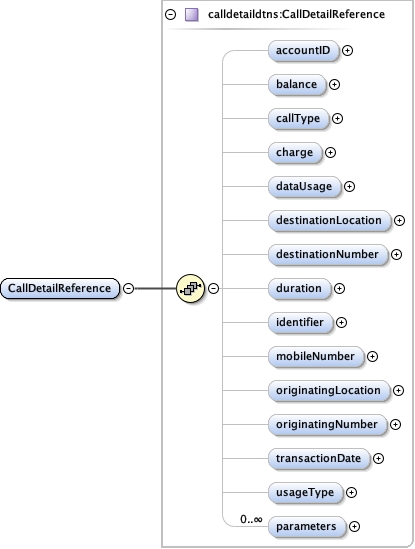 calldetaildtns:CallDetailReference
accountID
balance
callType
charge
dataUsage
destinationLocation
destinationNumber
CallDetailReference
duration
identifier
mobileNumber
originatingLocation
originatingNumber
transactionDate
usageType
0..∞
parameters